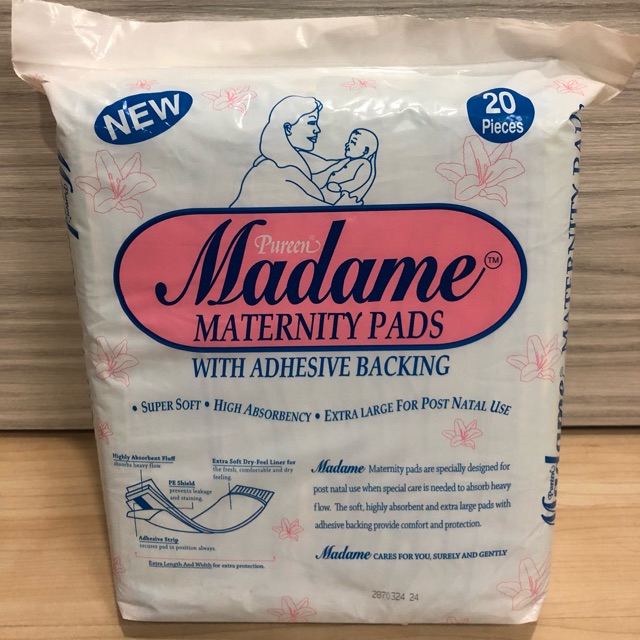 NEW
20
Pieces
Pureen®
Madame™
MATERNITY PADS
WITH ADHESIVE BACKING
• SUPER SOFT • HIGH ABSORBENCY • EXTRA LARGE FOR POST NATAL USE
Highly Absorbent Fluff
absorbs heavy flow
PE Shield
prevents leakage
and staining.
Extra Soft Dry-Feel Liner for
the fresh, comfortable and dry
feeling.
Adhesive Strip
secures pad in position always.
Extra Length And Width for extra protection.
Madame Maternity pads are specially designed for
post natal use when special care is needed to absorb heavy
flow. The soft, highly absorbent and extra large pads with
adhesive backing provide comfort and protection.
Madame CARES FOR YOU, SURELY AND GENTLY
2870324 24
Pureen
Madame® MATERNITY PADS